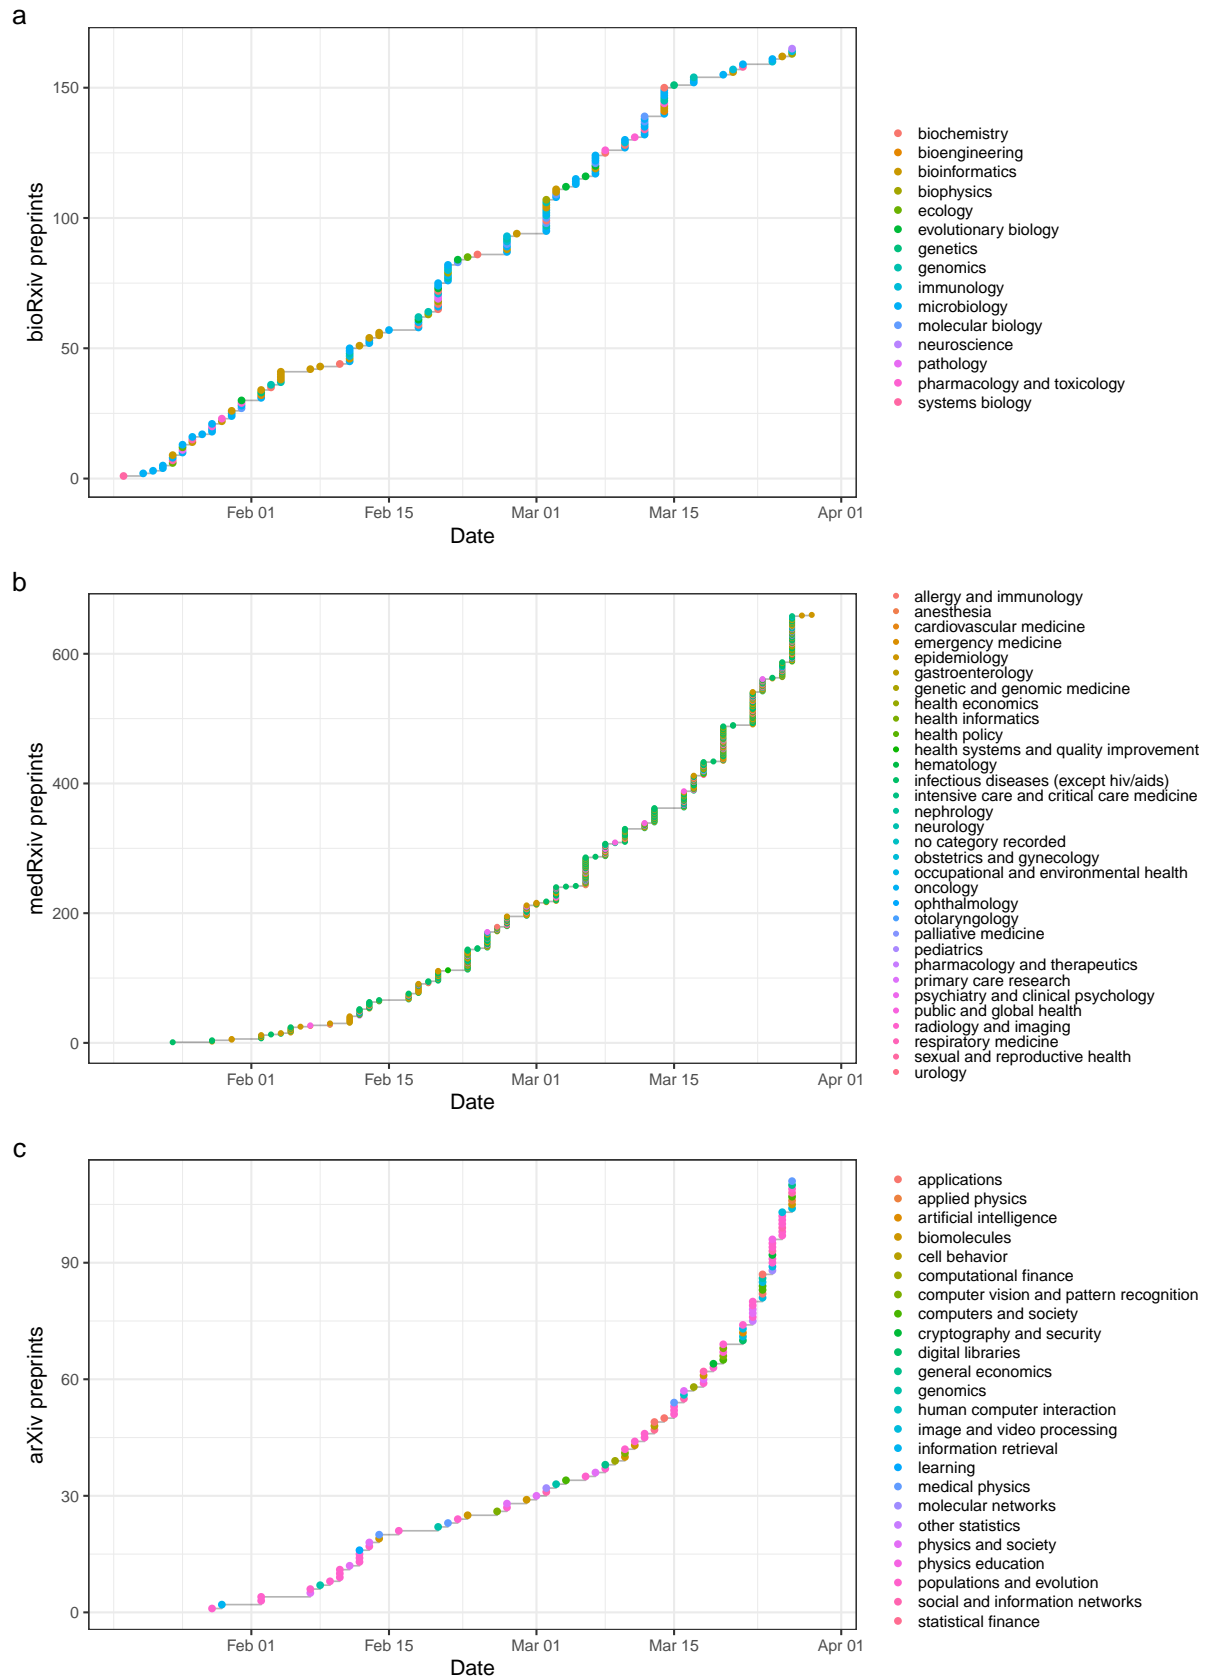 a
150
100
50
0
bioRxiv preprints
Feb 01
Feb 15
Mar 01
Mar 15
Apr 01
Date
biochemistry
bioengineering
bioinformatics
biophysics
ecology
evolutionary biology
genetics
genomics
immunology
microbiology
molecular biology
neuroscience
pathology
pharmacology and toxicology
systems biology
b
600
400
200
0
medRxiv preprints
Feb 01
Feb 15
Mar 01
Mar 15
Apr 01
Date
allergy and immunology
anesthesia
cardiovascular medicine
emergency medicine
epidemiology
gastroenterology
genetic and genomic medicine
health economics
health informatics
health policy
health systems and quality improvement
hematology
infectious diseases (except hiv/aids)
intensive care and critical care medicine
nephrology
neurology
no category recorded
obstetrics and gynecology
occupational and environmental health
oncology
ophthalmology
otolaryngology
palliative medicine
pediatrics
pharmacology and therapeutics
primary care research
psychiatry and clinical psychology
public and global health
radiology and imaging
respiratory medicine
sexual and reproductive health
urology
c
90
60
30
0
arXiv preprints
Feb 01
Feb 15
Mar 01
Mar 15
Apr 01
Date
applications
applied physics
artificial intelligence
biomolecules
cell behavior
computational finance
computer vision and pattern recognition
computers and society
cryptography and security
digital libraries
general economics
genomics
human computer interaction
image and video processing
information retrieval
learning
medical physics
molecular networks
other statistics
physics and society
physics education
populations and evolution
social and information networks
statistical finance